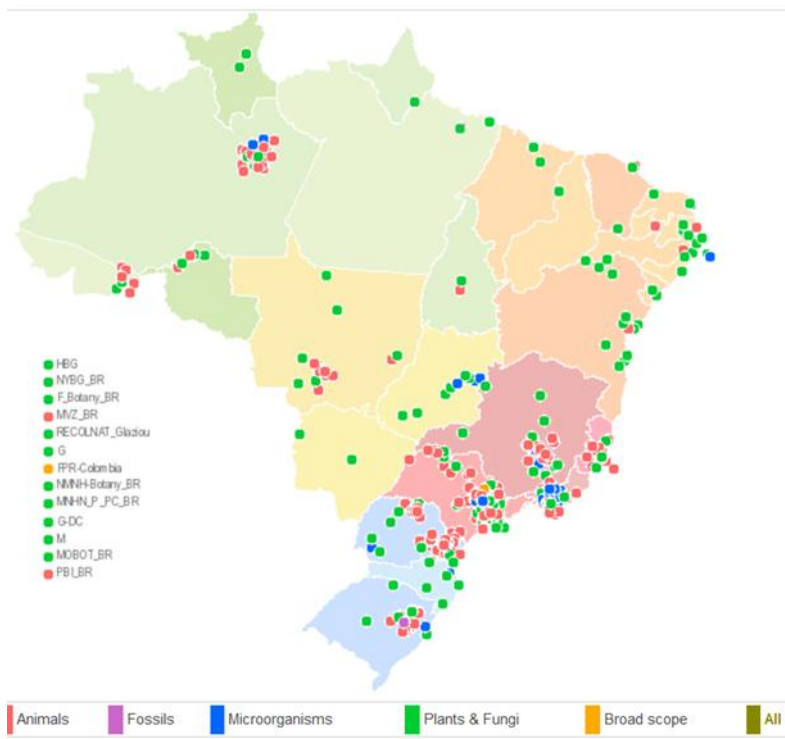 HBG
NYBG_BR
F_Botany_BR
MVZ_BR
RECOLNAT_Glaziou
G
FPR-Colombia
NMNH-Botany_BR
MNHN_P_PC_BR
G-DC
M
MOBOT_BR
PBI_BR
Animals Fossils Microorganisms Plants & Fungi Broad scope All